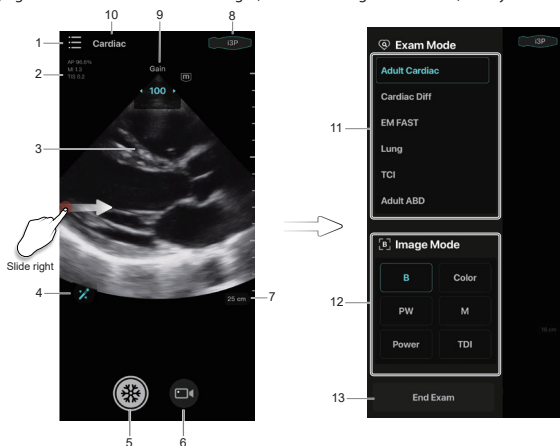 10
9
8
1
Cardiac
I3P
2
AP 96.6%
MI 1.3
TIS 0.2
Gain
m
100
3
Slide right
4
25 cm
7
5
6
Exam Mode
I3P
Adult Cardiac
Cardiac Diff
EM FAST
11
Lung
TCI
Adult ABD
B Image Mode
B Color
12
PW M
Power TDI
13
End Exam